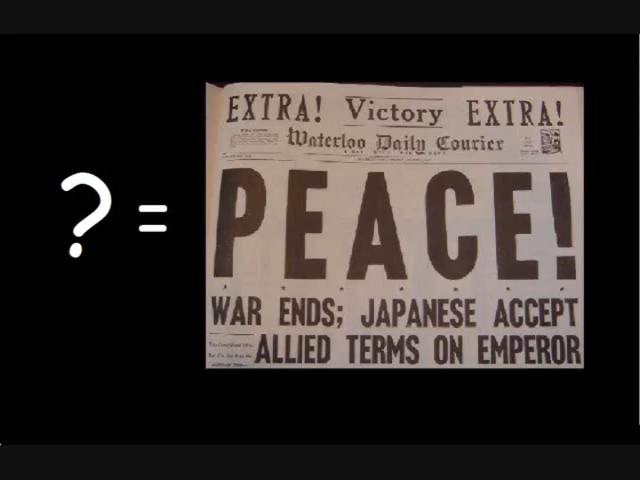 EXTRA! Victory EXTRA!
Waterloo Daily Courier
? =
PEACE!
WAR ENDS; JAPANESE ACCEPT
ALLIED TERMS ON EMPEROR